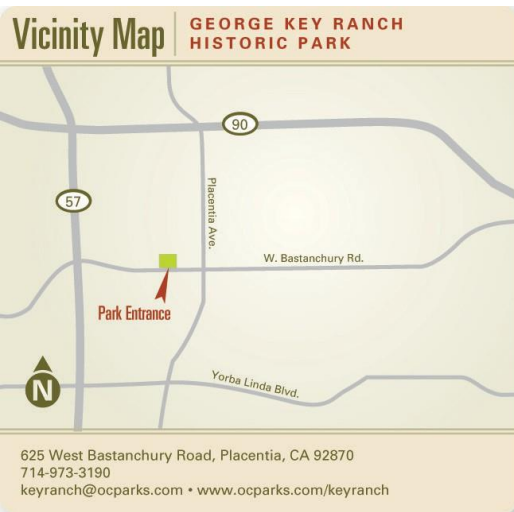 Vicinity Map
GEORGE KEY RANCH
HISTORIC PARK
90
57
Placentia Ave.
W. Bastanchury Rd.
Park Entrance
Yorba Linda Blvd.
N
625 West Bastanchury Road, Placentia, CA 92870
714-973-3190
keyranch@ocparks.com • www.ocparks.com/keyranch